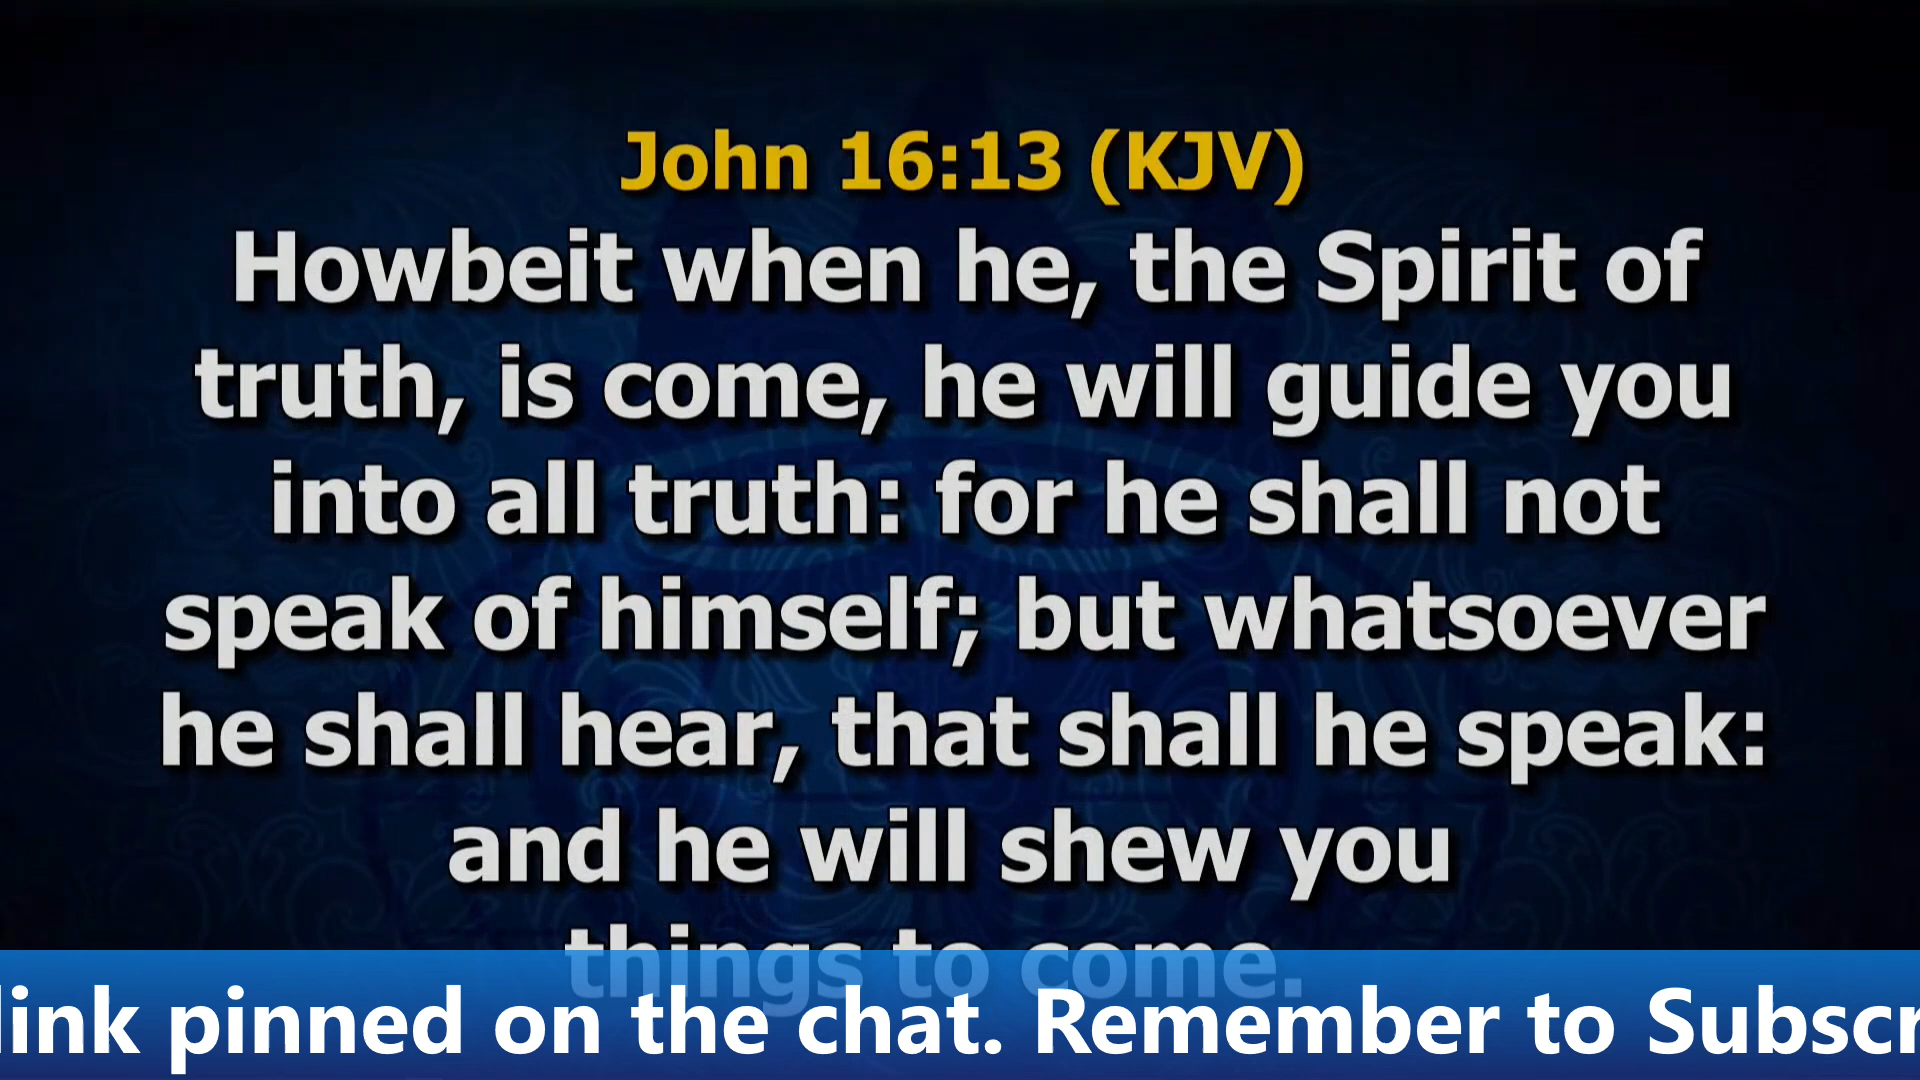 John 16:13 (KJV)
Howbeit when he, the Spirit of
truth, is come, he will guide you
into all truth: for he shall not
speak of himself; but whatsoever
he shall hear, that shall he speak:
and he will shew you
things to come.
link pinned on the chat. Remember to Subscr